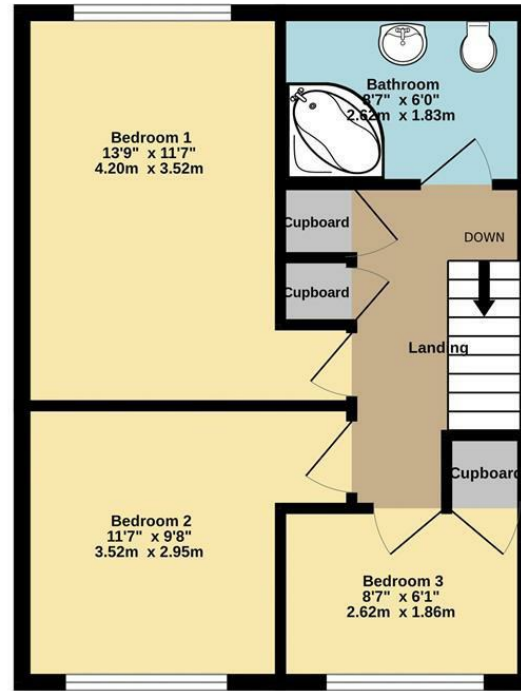 Bedroom 1
13'9" x 11'7"
4.20m x 3.52m
Bathroom
8'7" x 6'0"
2.62m x 1.83m
Cupboard
DOWN
Cupboard
Landing
Cupboard
Bedroom 2
11'7" x 9'8"
3.52m x 2.95m
Bedroom 3
8'7" x 6'1"
2.62m x 1.86m